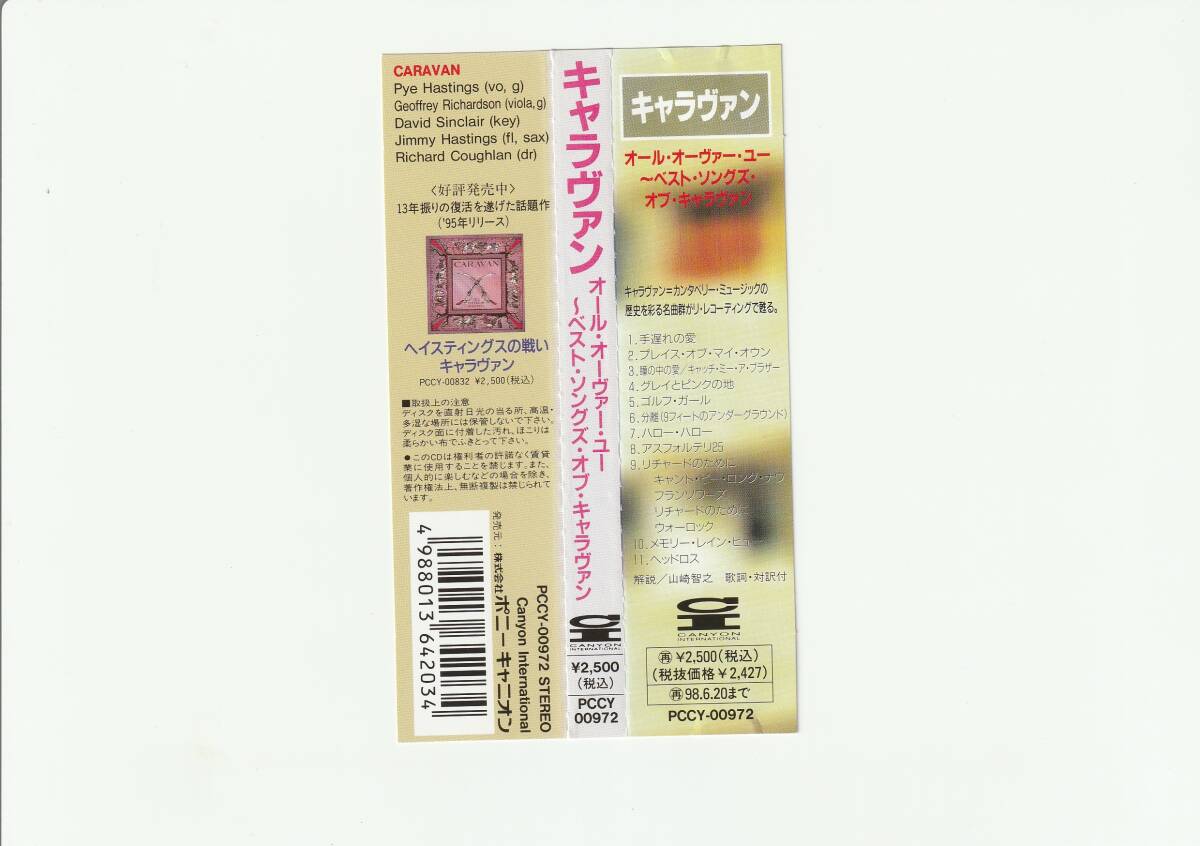 CARAVAN
Pye Hastings (vo, g)
Geoffrey Richardson (viola,g)
David Sinclair (key)
Jimmy Hastings (fl, sax)
Richard Coughlan (dr)
〈好評発売中〉
13年振りの復活を遂げた話題作
('95年リリース)
CARAVAN
ヘイスティングスの戦い
キャラヴァン
PCCY-00832 ¥2,500(税込)
■取扱上の注意
ディスクを直射日光の当る所、高温・
多湿な場所には保管しないで下さい。
ディスク面に付着した汚れ、ほこりは
柔らかい布でふきとって下さい。
●このCDは権利者の許諾なく賃貸
業に使用することを禁じます。また、
個人的に楽しむなどの場合を除き、
著作権法上、無断複製は禁じられて
います。
4988013642034
発売元：株式会社ポニーキャニオン
Canyon International
PCCY-00972 STEREO
キャラヴァン
オール・オーヴァー・ユー
〜ベスト・ソングズ・オブ・キャラヴァン
CANYON
INTERNATIONAL
¥2,500
(税込)
PCCY
00972
キャラヴァン
オール・オーヴァー・ユー
〜ベスト・ソングズ・
オブ・キャラヴァン
キャラヴァン=カンタベリー・ミュージックの
歴史を彩る名曲群がリ・レコーディングで甦る。
1.手遅れの愛
2.プレイス・オブ・マイ・オウン
3.瞳の中の愛/キャッチ・ミー・ア・ブラザー
4.グレイとピンクの地
5.ゴルフ・ガール
6.分離(9フィートのアンダーグラウンド)
7.ハロー・ハロー
8.アスフォルデリ25
9.リチャードのために
キャント・ビー・ロング・ナウ
フランソワーズ
リチャードのために
ウォーロック
10.メモリー・レイン・ヒュー
11.ヘッドロス
解説/山崎智之 歌詞・対訳付
CANYON
INTERNATIONAL
再 ¥2,500(税込)
(税抜価格¥2,427)
再 98.6.20まで
PCCY-00972